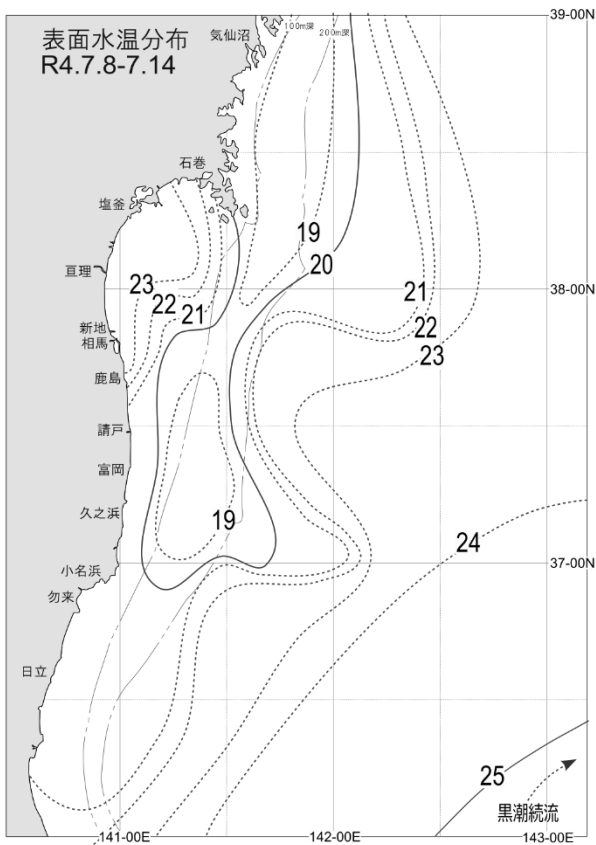 表面水温分布
R4.7.8-7.14
気仙沼
100m深
200m深
39-00N
石巻
塩釜
亘理
新地
相馬
鹿島
請戸
富岡
久之浜
小名浜
勿来
日立
19
20
21
22
23
23
22
21
38-00N
19
24
37-00N
25
黒潮続流
141-00E
142-00E
143-00E